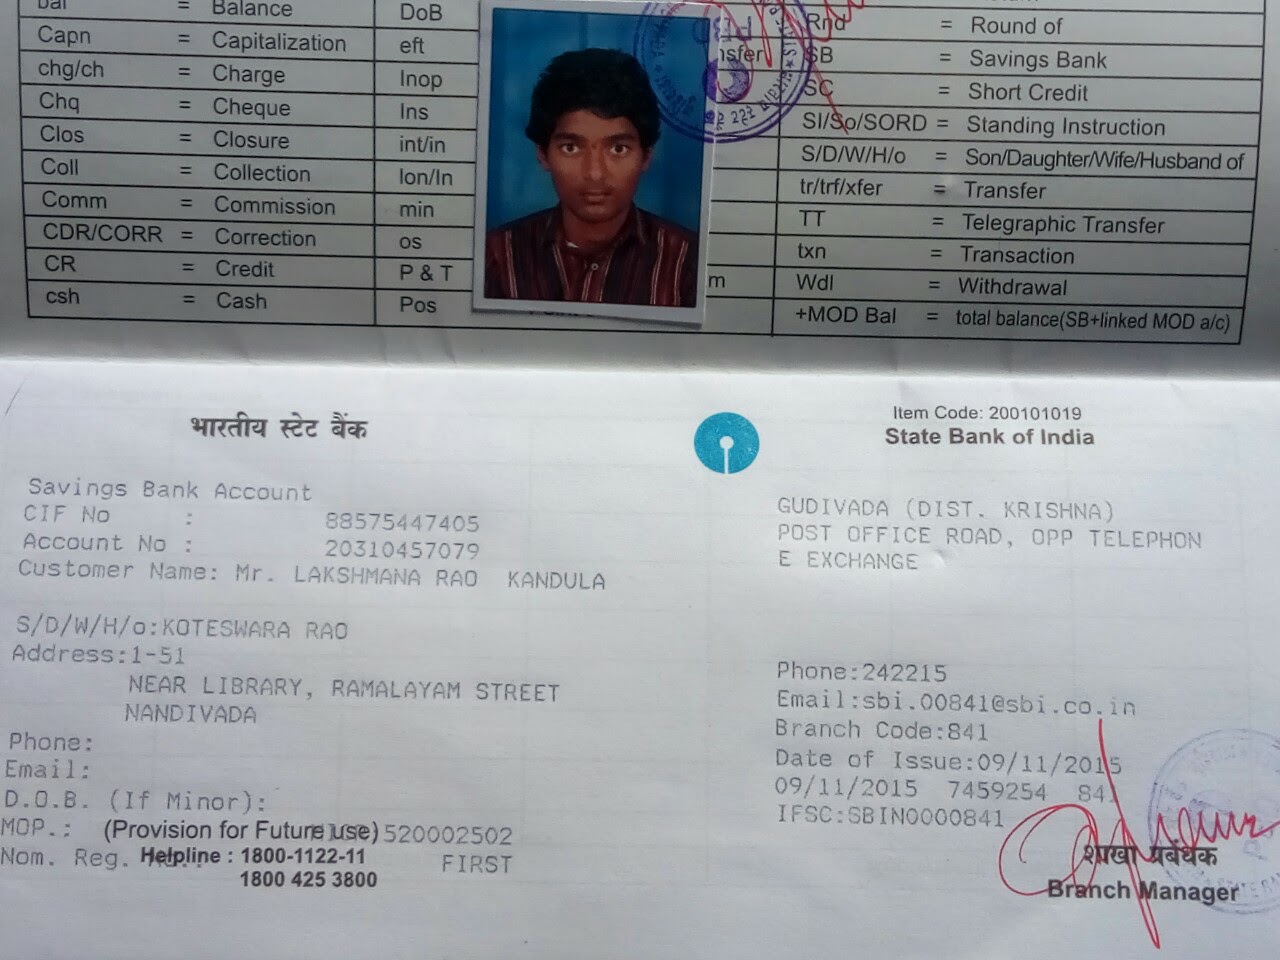 bal = Balance DoB
Capn = Capitalization eft
chg/ch = Charge Inop
Chq = Cheque Ins
Clos = Closure int/in
Coll = Collection Ion/In
Comm = Commission min
CDR/CORR = Correction os
CR = Credit P & T
csh = Cash Pos
Rnd = Round of
nsfer SB = Savings Bank
SC = Short Credit
SI/So/SORD = Standing Instruction
S/D/W/H/o = Son/Daughter/Wife/Husband of
tr/trf/xfer = Transfer
TT = Telegraphic Transfer
txn = Transaction
m Wdl = Withdrawal
+MOD Bal = total balance(SB+linked MOD a/c)
भारतीय स्टेट बैंक
Item Code: 200101019
State Bank of India
Savings Bank Account
CIF No : 88575447405
Account No : 20310457079
Customer Name: Mr. LAKSHMANA RAO KANDULA
S/D/W/H/o:KOTESWARA RAO
Address:1-51
NEAR LIBRARY, RAMALAYAM STREET
NANDIVADA
Phone:
Email:
D.O.B. (If Minor):
MOP.: (Provision for Future use) 520002502
Nom. Reg. Helpline : 1800-1122-11 FIRST
1800 425 3800
GUDIVADA (DIST. KRISHNA)
POST OFFICE ROAD, OPP TELEPHON
E EXCHANGE
Phone:242215
Email:sbi.00841@sbi.co.in
Branch Code:841
Date of Issue:09/11/2015
09/11/2015 7459254 841
IFSC:SBIN0000841
शाखा प्रबंधक
Branch Manager